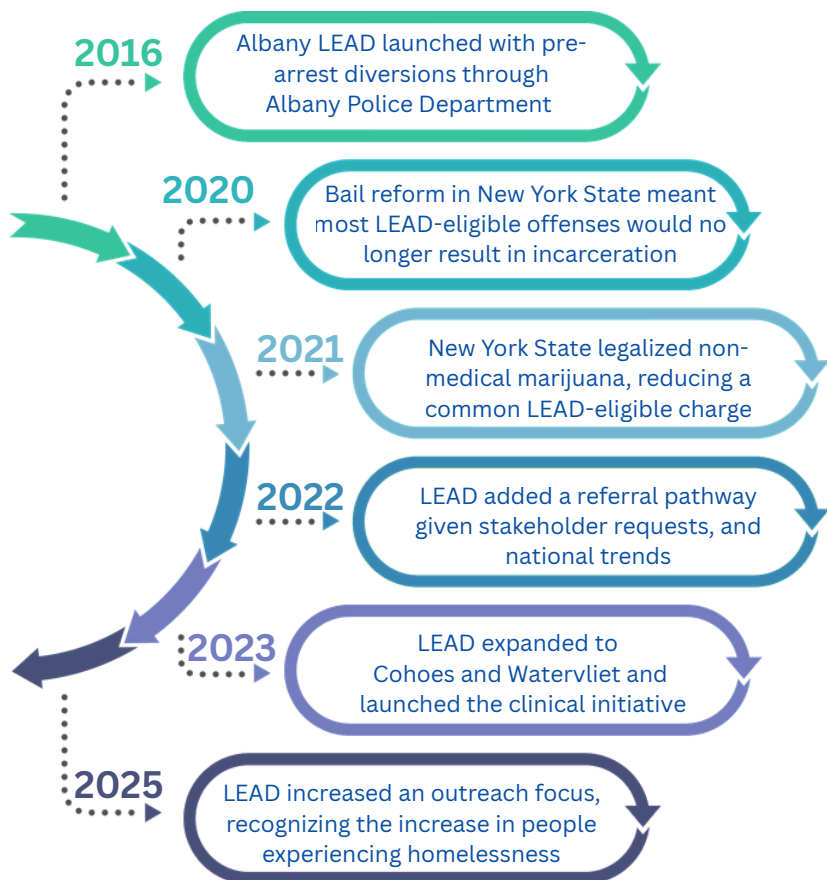 2016
Albany LEAD launched with pre-
arrest diversions through
Albany Police Department
2020
Bail reform in New York State meant
most LEAD-eligible offenses would no
longer result in incarceration
2021
New York State legalized non-
medical marijuana, reducing a
common LEAD-eligible charge
2022
LEAD added a referral pathway
given stakeholder requests, and
national trends
2023
LEAD expanded to
Cohoes and Watervliet and
launched the clinical initiative
2025
LEAD increased an outreach focus,
recognizing the increase in people
experiencing homelessness